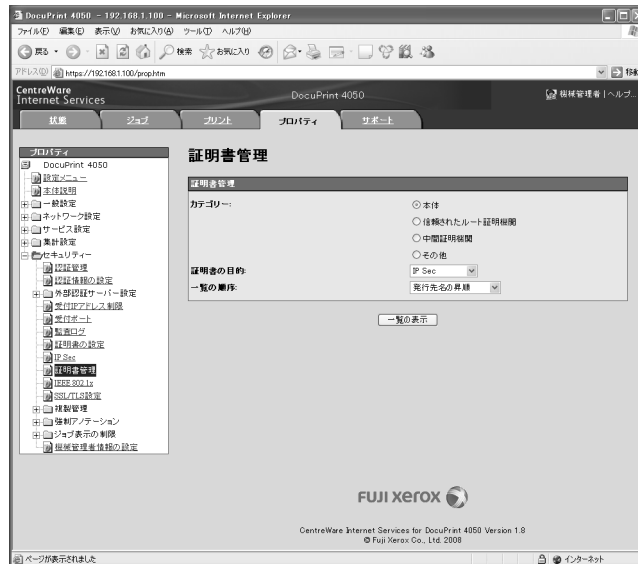 DocuPrint 4050 - 192.168.1.100 - Microsoft Internet Explorer
ファイル(F) 編集(E) 表示(V) お気に入り(A) ツール(T) ヘルプ(H)
戻る 検索 お気に入り
アドレス(D) https://192.168.1.100/prop.htm 移動
CentreWare
Internet Services
DocuPrint 4050
機械管理者 | ヘルプ...
状態 ジョブ プリント プロパティ サポート
プロパティ
DocuPrint 4050
設定メニュー
本体説明
一般設定
ネットワーク設定
サービス設定
集計設定
セキュリティー
認証管理
認証情報の設定
外部認証サーバー設定
受付IPアドレス制限
受付ポート
監査ログ
証明書の設定
IP Sec
証明書管理
IEEE 802.1x
SSL/TLS設定
複製管理
強制アノテーション
ジョブ表示の制限
機械管理者情報の設定
証明書管理
証明書管理
カテゴリー: 本体
信頼されたルート証明機関
中間証明機関
その他
証明書の目的: IP Sec
一覧の順序: 発行先名の昇順
一覧の表示
FUJI XEROX
CentreWare Internet Services for DocuPrint 4050 Version 1.8
© Fuji Xerox Co., Ltd. 2008
ページが表示されました インターネット